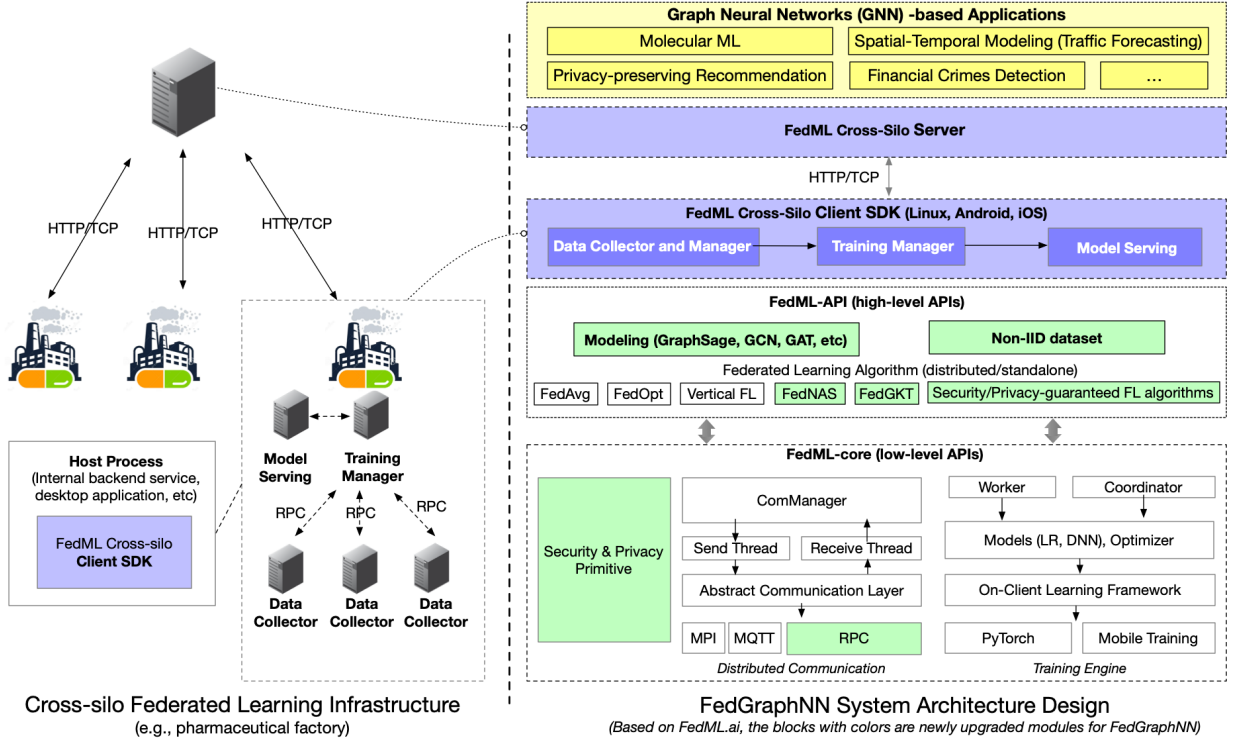 HTTP/TCP
HTTP/TCP
HTTP/TCP
Model
Serving
Training
Manager
RPC
RPC
RPC
Data
Collector
Data
Collector
Data
Collector
Host Process
(Internal backend service,
desktop application, etc)
FedML Cross-silo
Client SDK
Cross-silo Federated Learning Infrastructure
(e.g., pharmaceutical factory)
Graph Neural Networks (GNN) -based Applications
Molecular ML
Spatial-Temporal Modeling (Traffic Forecasting)
Privacy-preserving Recommendation
Financial Crimes Detection
...
FedML Cross-Silo Server
HTTP/TCP
FedML Cross-Silo Client SDK (Linux, Android, iOS)
Data Collector and Manager
Training Manager
Model Serving
FedML-API (high-level APIs)
Modeling (GraphSage, GCN, GAT, etc)
Non-IID dataset
Federated Learning Algorithm (distributed/standalone)
FedAvg
FedOpt
Vertical FL
FedNAS
FedGKT
Security/Privacy-guaranteed FL algorithms
FedML-core (low-level APIs)
Security & Privacy
Primitive
ComManager
Send Thread
Receive Thread
Abstract Communication Layer
MPI
MQTT
RPC
Distributed Communication
Worker
Coordinator
Models (LR, DNN), Optimizer
On-Client Learning Framework
PyTorch
Mobile Training
Training Engine
FedGraphNN System Architecture Design
(Based on FedML.ai, the blocks with colors are newly upgraded modules for FedGraphNN)